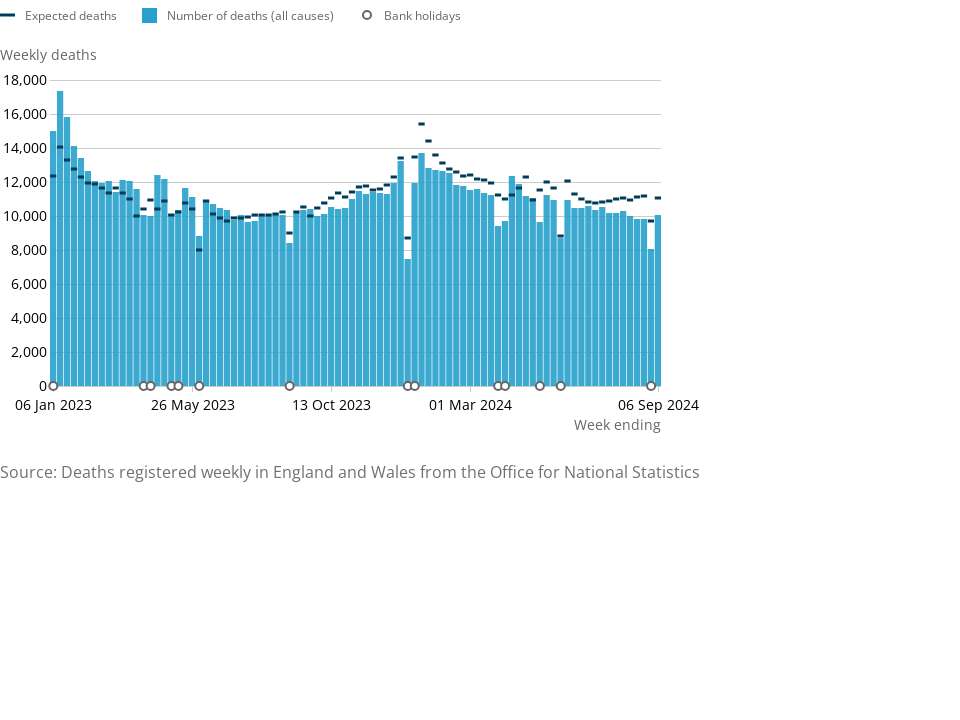 Expected deaths
Number of deaths (all causes)
Bank holidays
Weekly deaths
18,000
16,000
14,000
12,000
10,000
8,000
6,000
4,000
2,000
0
06 Jan 2023
26 May 2023
13 Oct 2023
01 Mar 2024
06 Sep 2024
Week ending
Source: Deaths registered weekly in England and Wales from the Office for National Statistics